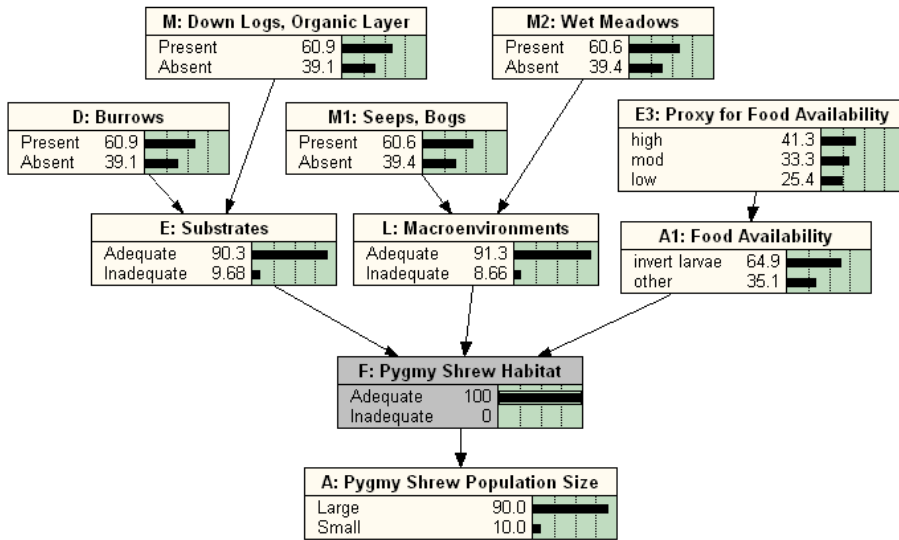 M: Down Logs, Organic Layer
Present 60.9
Absent 39.1
M2: Wet Meadows
Present 60.6
Absent 39.4
D: Burrows
Present 60.9
Absent 39.1
M1: Seeps, Bogs
Present 60.6
Absent 39.4
E3: Proxy for Food Availability
high 41.3
mod 33.3
low 25.4
E: Substrates
Adequate 90.3
Inadequate 9.68
L: Macroenvironments
Adequate 91.3
Inadequate 8.66
A1: Food Availability
invert larvae 64.9
other 35.1
F: Pygmy Shrew Habitat
Adequate 100
Inadequate 0
A: Pygmy Shrew Population Size
Large 90.0
Small 10.0